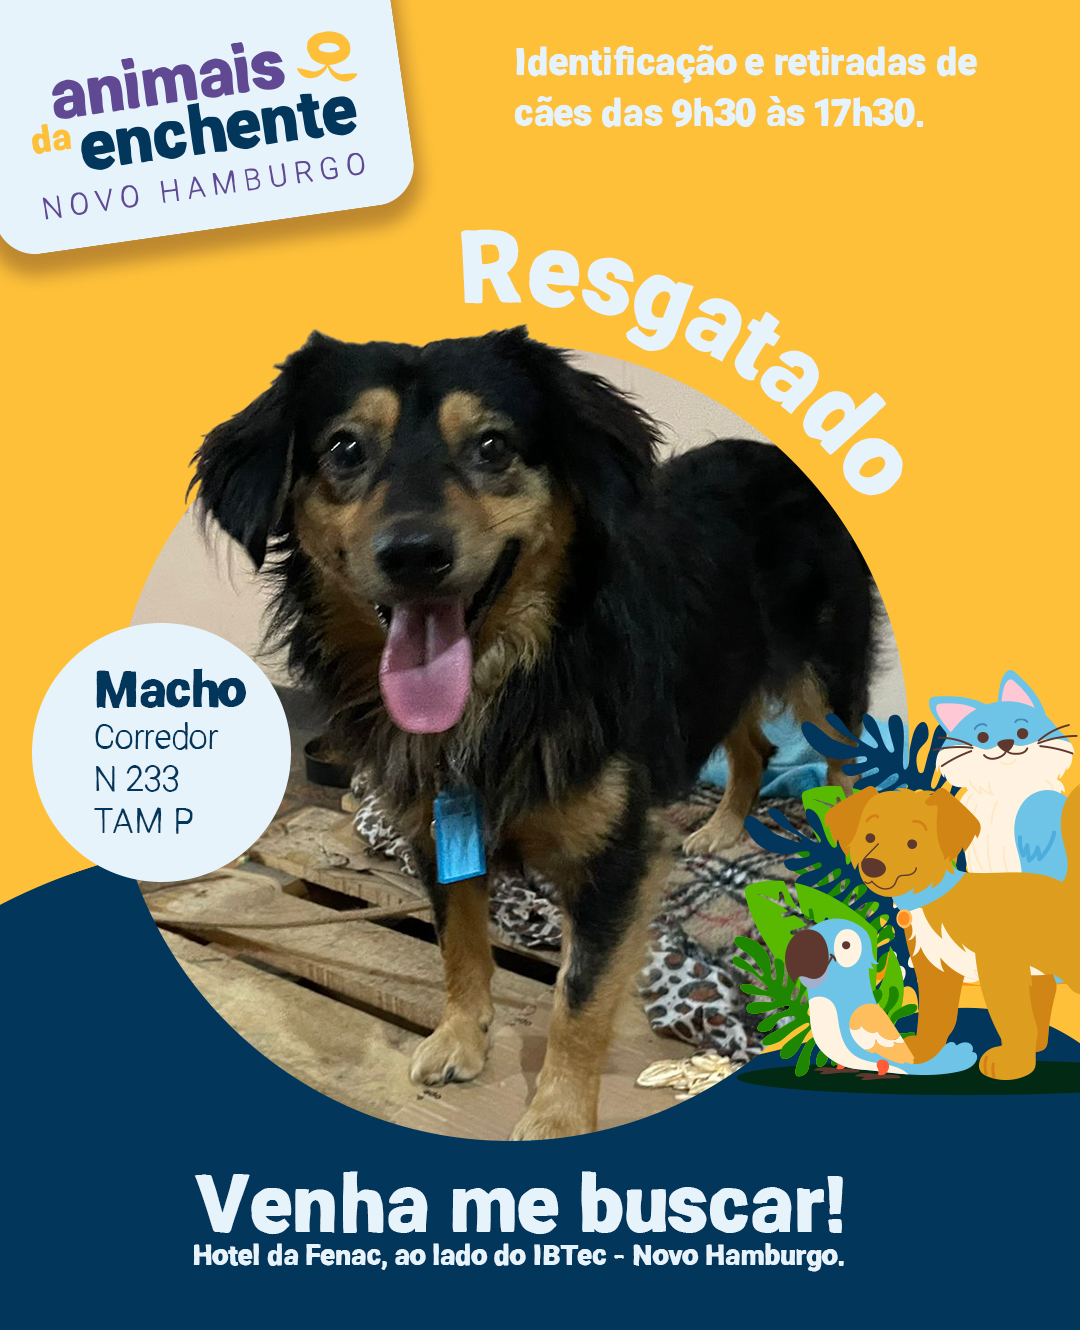 animais
da enchente
NOVO HAMBURGO
Identificação e retiradas de
cães das 9h30 às 17h30.
Resgatado
Macho
Corredor
N 233
TAM P
Venha me buscar!
Hotel da Fenac, ao lado do IBTec - Novo Hamburgo.